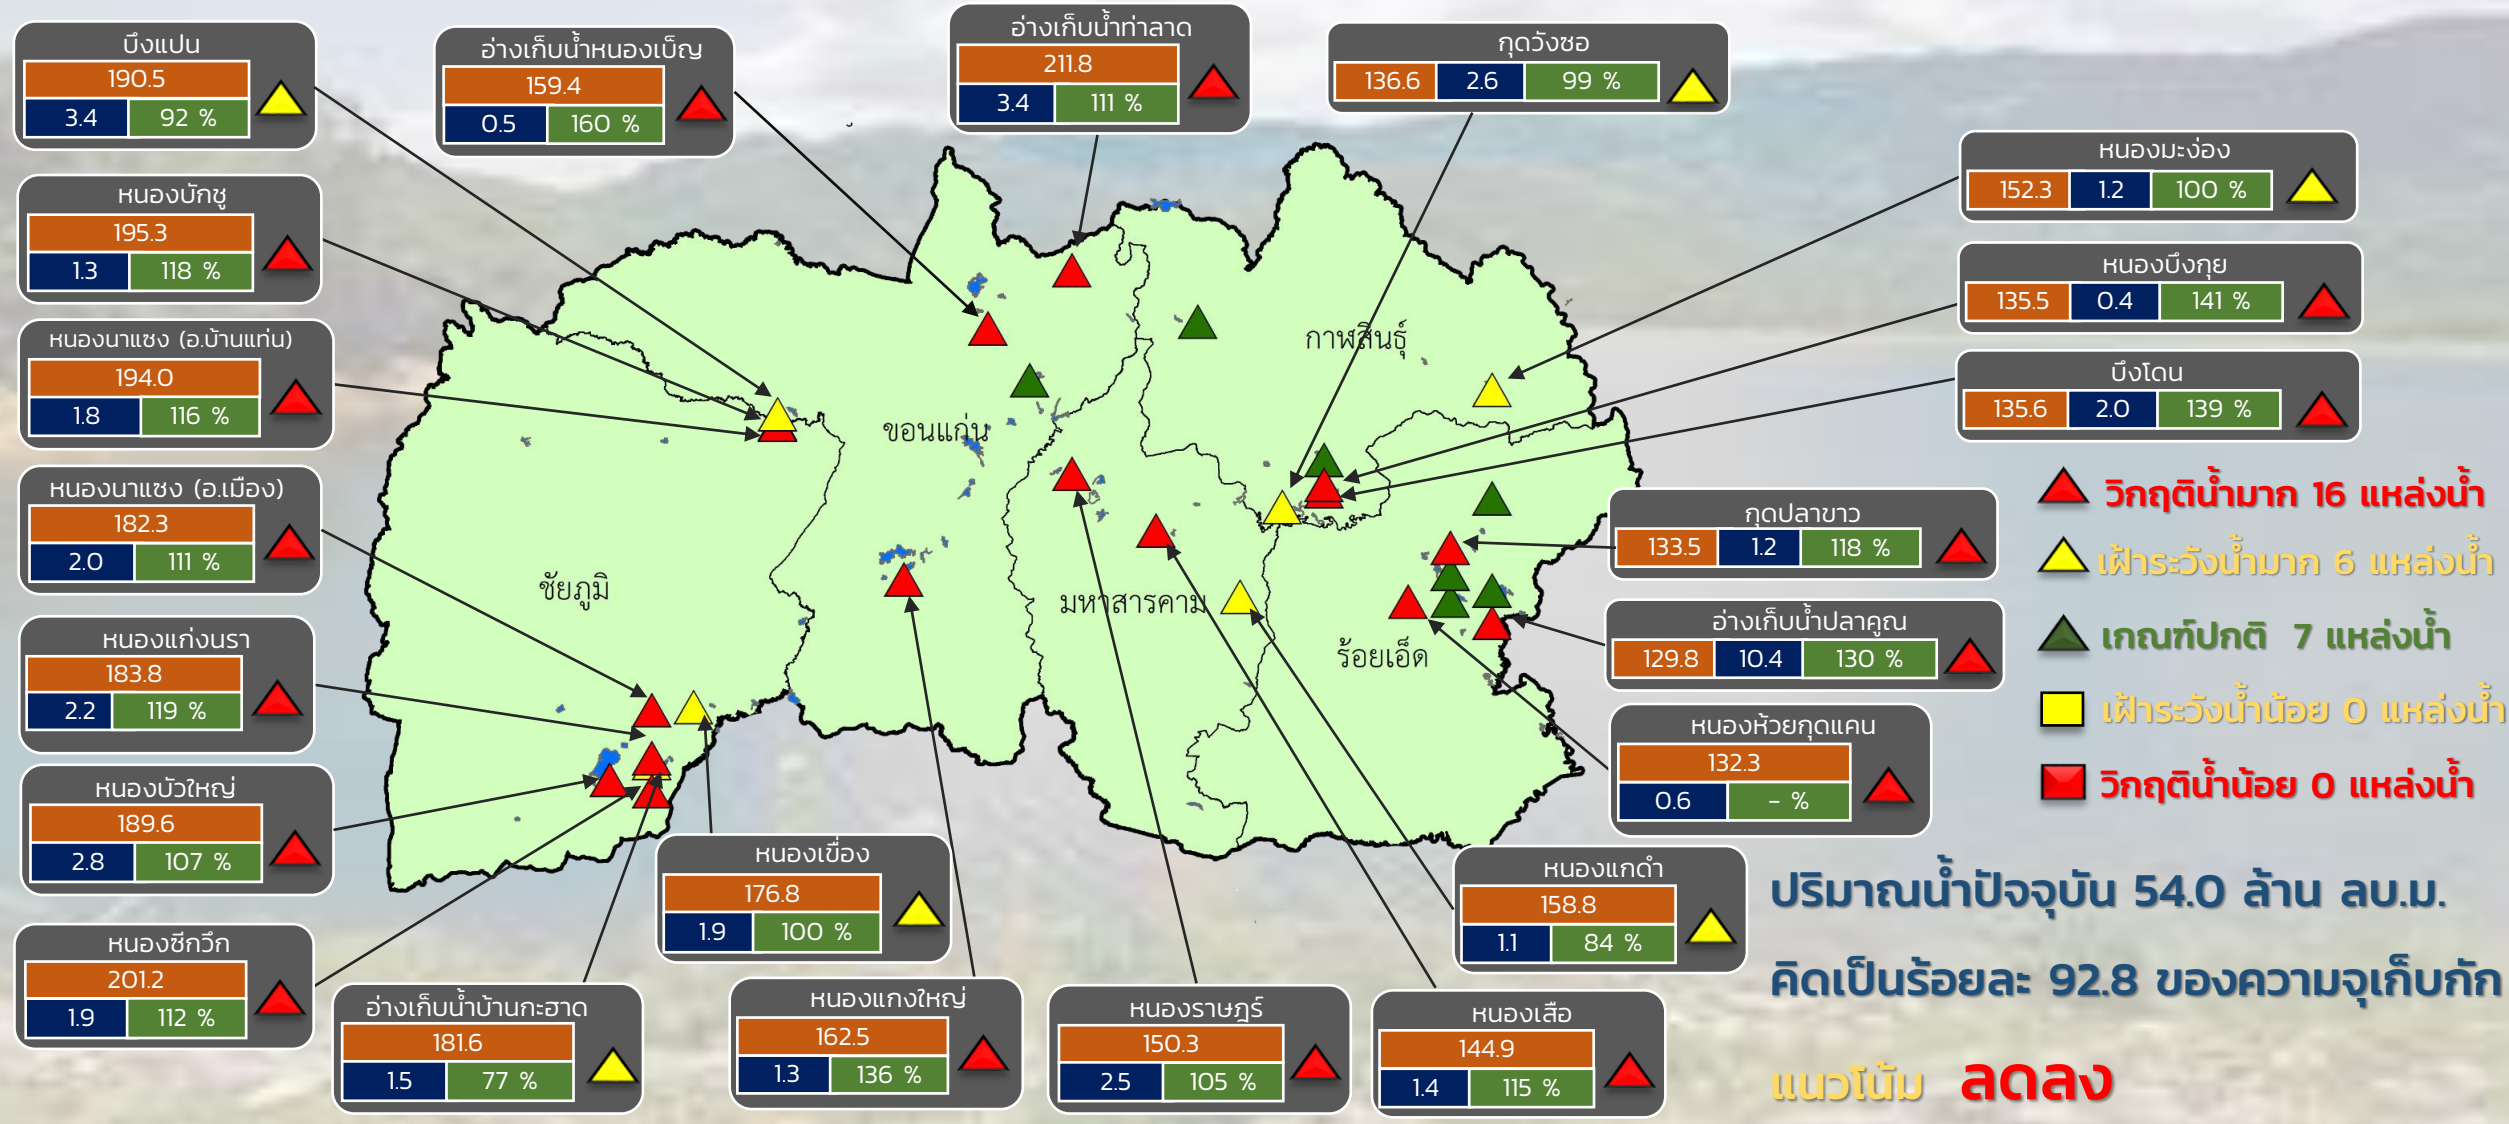 บึงแปน
190.5
3.4 92 %
อ่างเก็บน้ำหนองเบ็ญ
159.4
0.5 160 %
อ่างเก็บน้ำท่าลาด
211.8
3.4 111 %
กุดวังซอ
136.6 2.6 99 %
หนองมะง่อง
152.3 1.2 100 %
หนองบักชู
195.3
1.3 118 %
หนองบึงกุย
135.5 0.4 141 %
หนองนาแซง (อ.บ้านแท่น)
194.0
1.8 116 %
บึงโดน
135.6 2.0 139 %
หนองนาแซง (อ.เมือง)
182.3
2.0 111 %
กุดปลาขาว
133.5 1.2 118 %
หนองแก่งนรา
183.8
2.2 119 %
อ่างเก็บน้ำปลาคูณ
129.8 10.4 130 %
หนองห้วยกุดแคน
132.3
0.6 - %
หนองบัวใหญ่
189.6
2.8 107 %
หนองเขื่อง
176.8
1.9 100 %
หนองแกดำ
158.8
1.1 84 %
หนองซีกวึก
201.2
1.9 112 %
อ่างเก็บน้ำบ้านกะฮาด
181.6
1.5 77 %
หนองแกงใหญ่
162.5
1.3 136 %
หนองราษฎร์
150.3
2.5 105 %
หนองเสือ
144.9
1.4 115 %
กาฬสินธุ์
ขอนแก่น
ชัยภูมิ
มหาสารคาม
ร้อยเอ็ด
วิกฤติน้ำมาก 16 แหล่งน้ำ
เฝ้าระวังน้ำมาก 6 แหล่งน้ำ
เกณฑ์ปกติ 7 แหล่งน้ำ
เฝ้าระวังน้ำน้อย 0 แหล่งน้ำ
วิกฤติน้ำน้อย 0 แหล่งน้ำ
ปริมาณน้ำปัจจุบัน 54.0 ล้าน ลบ.ม.
คิดเป็นร้อยละ 92.8 ของความจุเก็บกัก
แนวโน้ม ลดลง